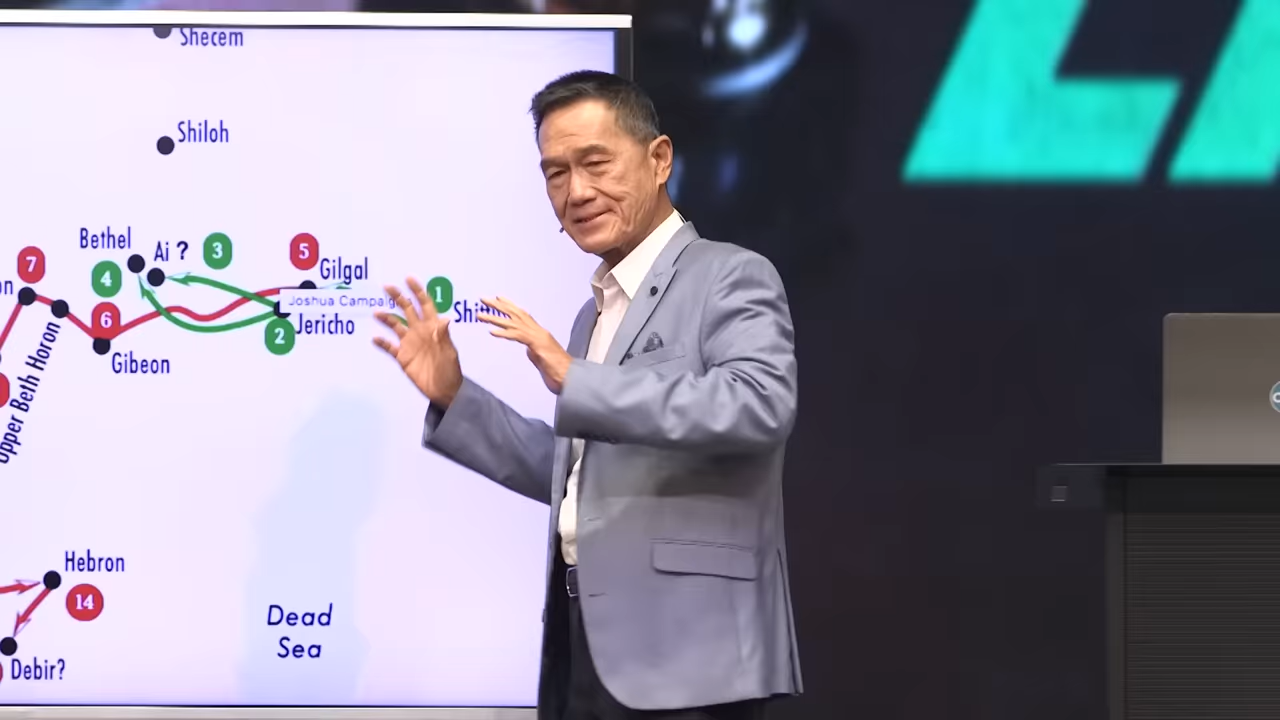 Shecem
Shiloh
Bethel
Ai ?
3
5
7
4
Gilgal
1
Joshua Campaigns
6
2
Jericho
Gibeon
Upper Beth Horon
Hebron
14
Dead
Sea
Debir?